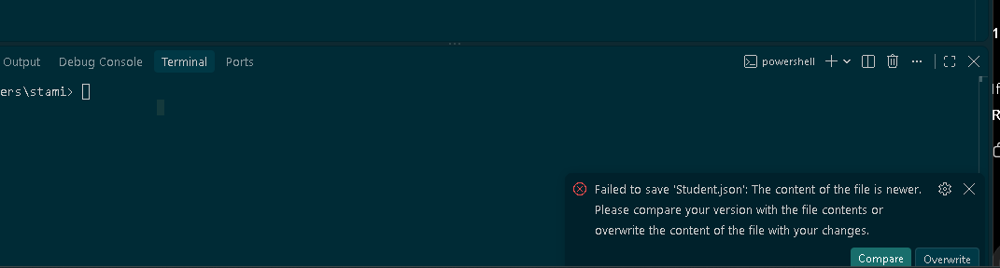 Output Debug Console Terminal Ports powershell
ers\stami>
Failed to save 'Student.json': The content of the file is newer.
Please compare your version with the file contents or
overwrite the content of the file with your changes.
Compare Overwrite
1
If
R